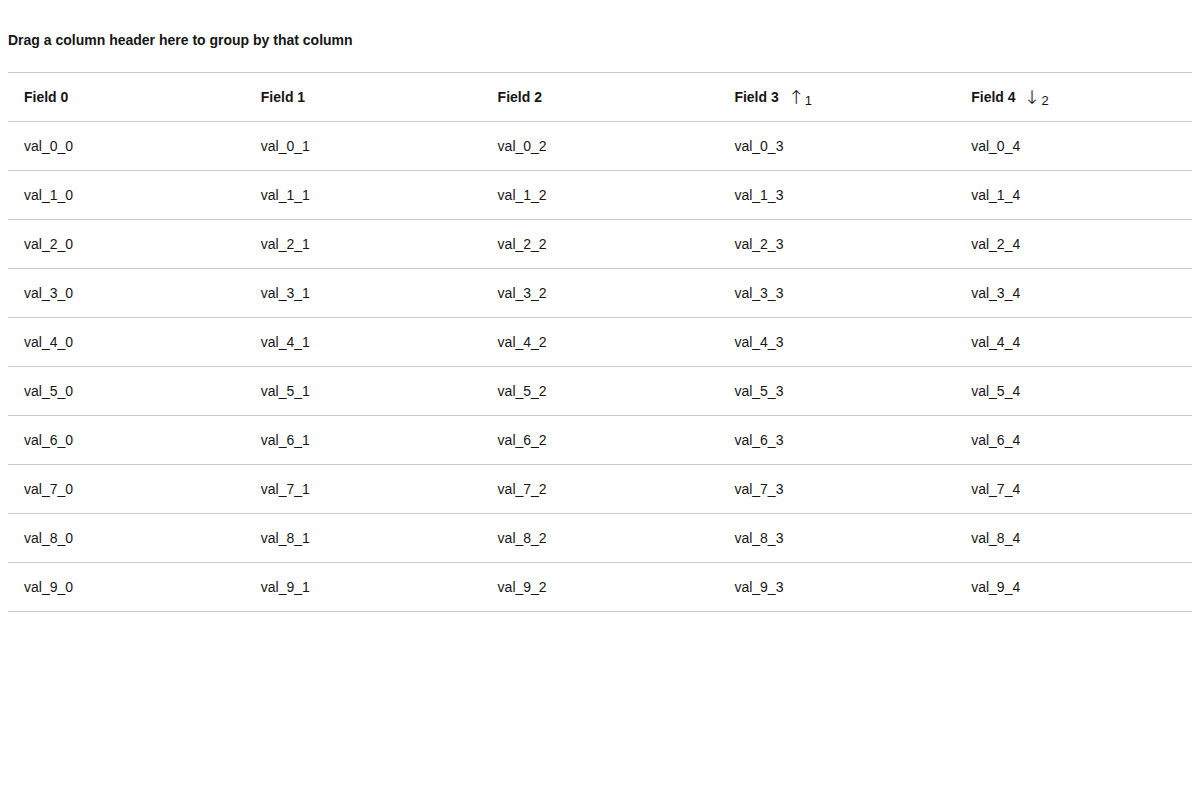 Drag a column header here to group by that column
Field 0 Field 1 Field 2 Field 3 ↑ 1 Field 4 ↓ 2
val_0_0 val_0_1 val_0_2 val_0_3 val_0_4
val_1_0 val_1_1 val_1_2 val_1_3 val_1_4
val_2_0 val_2_1 val_2_2 val_2_3 val_2_4
val_3_0 val_3_1 val_3_2 val_3_3 val_3_4
val_4_0 val_4_1 val_4_2 val_4_3 val_4_4
val_5_0 val_5_1 val_5_2 val_5_3 val_5_4
val_6_0 val_6_1 val_6_2 val_6_3 val_6_4
val_7_0 val_7_1 val_7_2 val_7_3 val_7_4
val_8_0 val_8_1 val_8_2 val_8_3 val_8_4
val_9_0 val_9_1 val_9_2 val_9_3 val_9_4